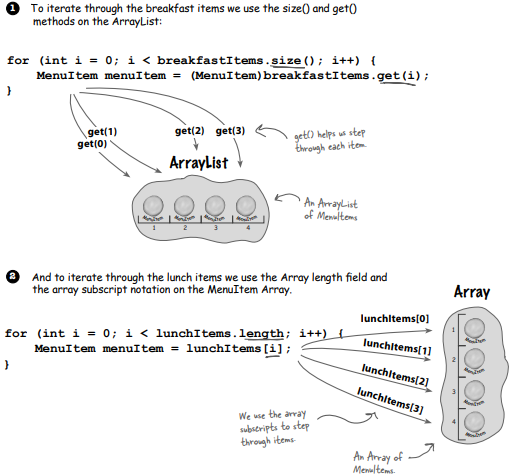 1 To iterate through the breakfast items we use the size() and get()
methods on the ArrayList:
for (int i = 0; i < breakfastItems.size(); i++) {
MenuItem menuItem = (MenuItem)breakfastItems.get(i);
}
get(1)
get(2)
get(3)
get(0)
get() helps us step
through each item.
ArrayList
MenuItem
MenuItem
MenuItem
MenuItem
1
2
3
4
An ArrayList
of MenuItems
2 And to iterate through the lunch items we use the Array length field and
the array subscript notation on the MenuItem Array.
Array
for (int i = 0; i < lunchItems.length; i++) {
MenuItem menuItem = lunchItems[i];
}
lunchItems[0]
lunchItems[1]
lunchItems[2]
lunchItems[3]
1
MenuItem
2
MenuItem
3
MenuItem
4
MenuItem
We use the array
subscripts to step
through items.
An Array of
MenuItems.